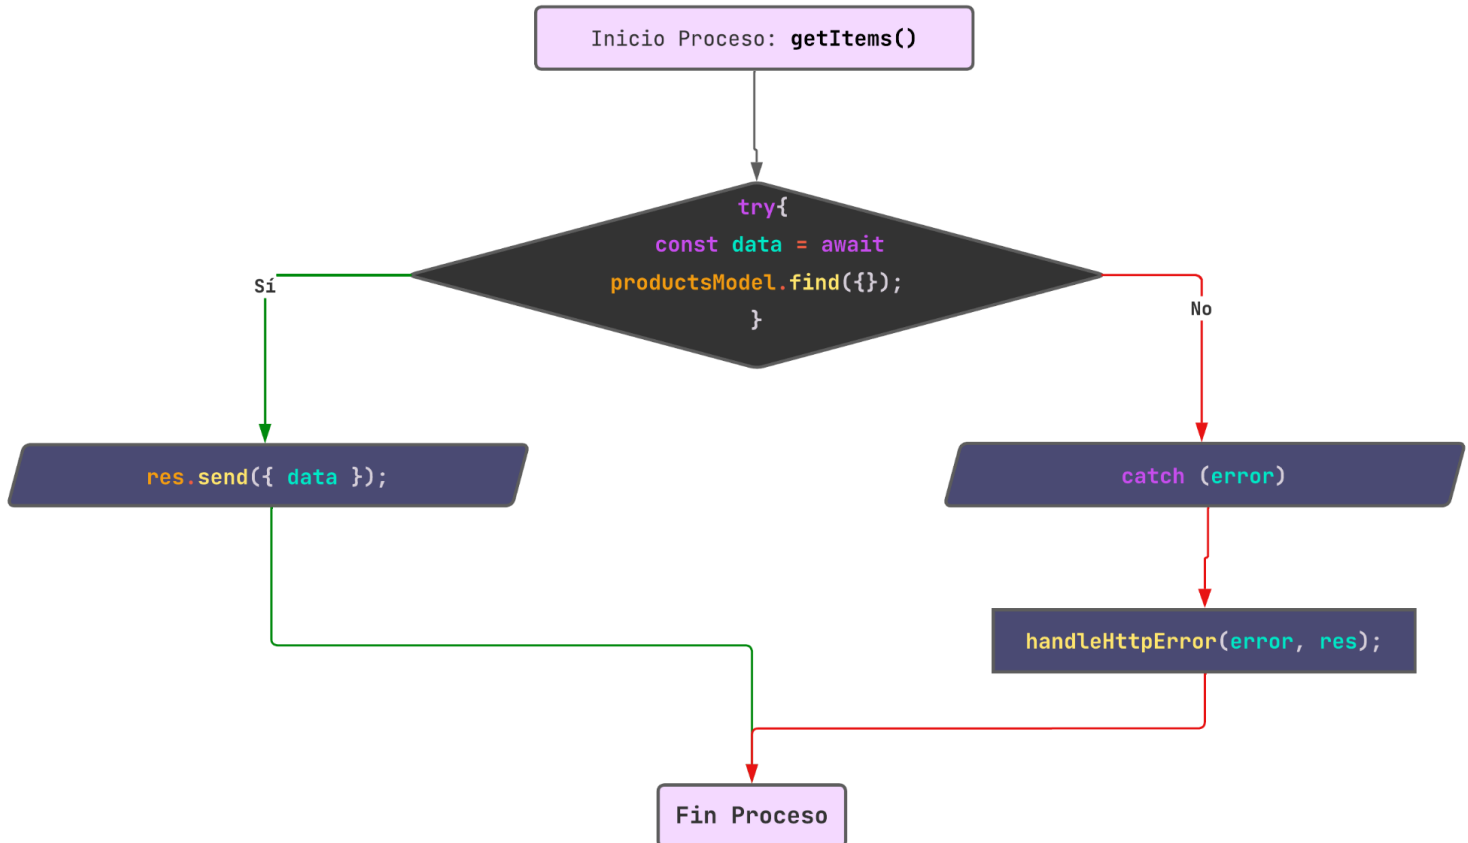 Inicio Proceso: getItems()
try{
const data = await
productsModel.find({});
}
Sí
No
res.send({ data });
catch (error)
handleHttpError(error, res);
Fin Proceso